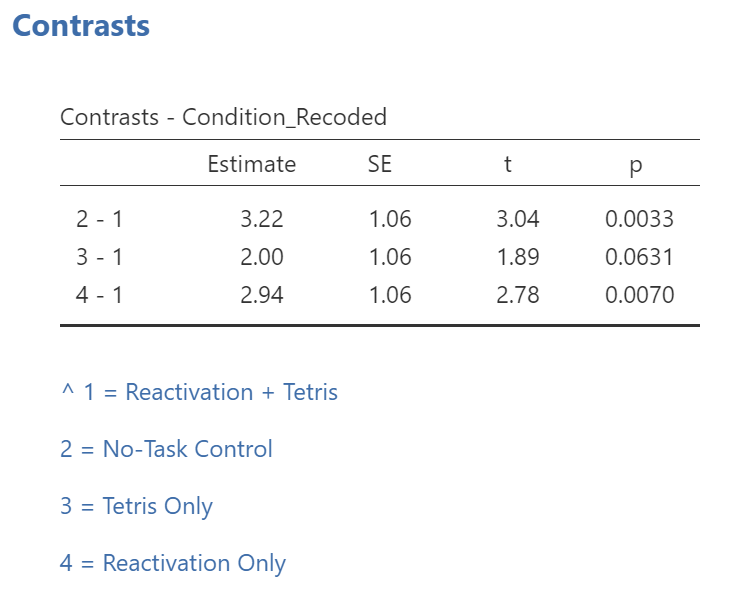 Contrasts
Contrasts - Condition_Recoded
Estimate SE t p
2 - 1 3.22 1.06 3.04 0.0033
3 - 1 2.00 1.06 1.89 0.0631
4 - 1 2.94 1.06 2.78 0.0070
^ 1 = Reactivation + Tetris
2 = No-Task Control
3 = Tetris Only
4 = Reactivation Only